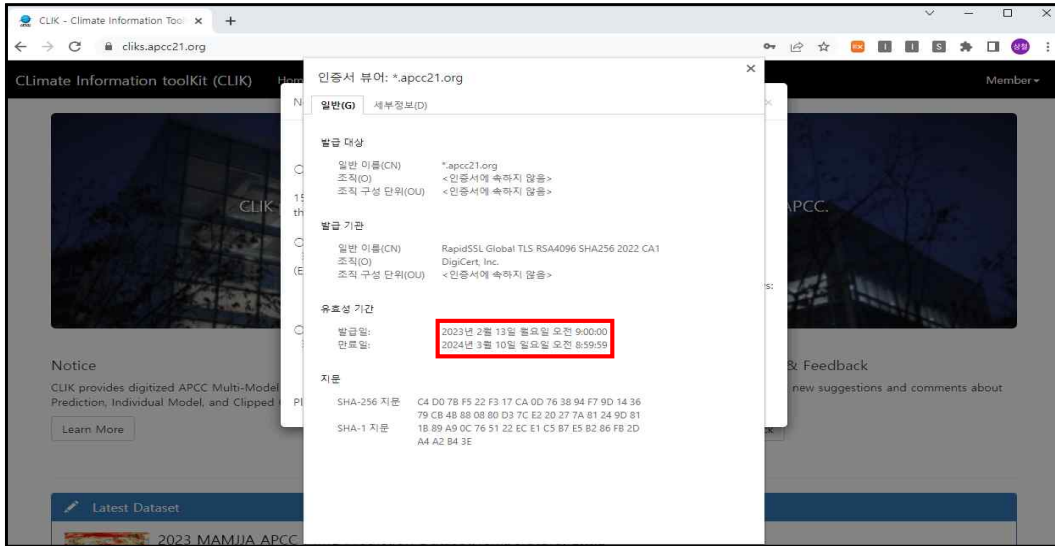 CLIK - Climate Information Tool
cliks.apcc21.org
CLimate Information toolKit (CLIK)
Member
인증서 뷰어: *.apcc21.org
일반(G) 세부정보(D)
발급 대상
일반 이름(CN) *.apcc21.org
조직(O) <인증서에 속하지 않음>
조직 구성 단위(OU) <인증서에 속하지 않음>
CLIK
APCC.
발급 기관
일반 이름(CN) RapidSSL Global TLS RSA4096 SHA256 2022 CA1
조직(O) DigiCert, Inc.
조직 구성 단위(OU) <인증서에 속하지 않음>
유효성 기간
발급일: 2023년 2월 13일 월요일 오전 9:00:00
만료일: 2024년 3월 10일 일요일 오전 8:59:59
Notice
& Feedback
지문
CLIK provides digitized APCC Multi-Model
new suggestions and comments about
Prediction, Individual Model, and Clipped
SHA-256 지문 C4 D0 78 F5 22 F3 17 CA 0D 76 38 94 F7 9D 14 36
79 CB 4B 88 08 80 D3 7C E2 20 27 7A 81 24 9D 81
SHA-1 지문 1B 89 A9 0C 76 51 22 EC E1 C5 B7 E5 B2 86 FB 2D
A4 A2 B4 3E
Learn More
Latest Dataset
2023 MAMJJA APCC